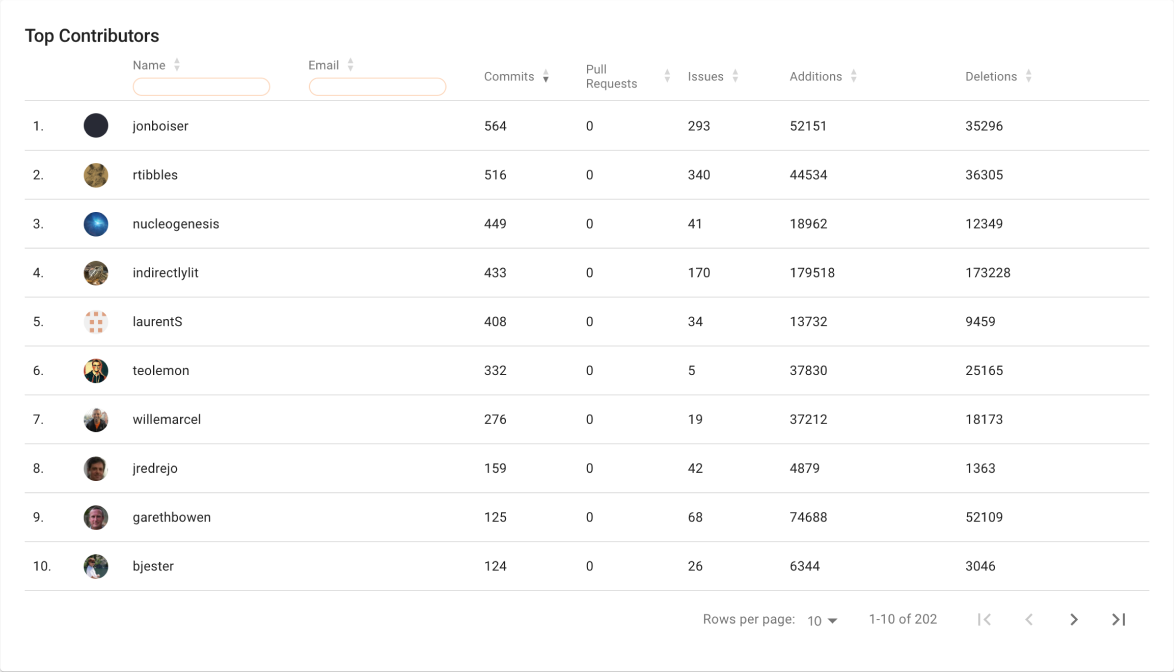 Top Contributors
Name Email Commits Pull Requests Issues Additions Deletions
1. jonboiser 564 0 293 52151 35296
2. rtibbles 516 0 340 44534 36305
3. nucleogenesis 449 0 41 18962 12349
4. indirectlylit 433 0 170 179518 173228
5. laurentS 408 0 34 13732 9459
6. teolemon 332 0 5 37830 25165
7. willemarcel 276 0 19 37212 18173
8. jredrejo 159 0 42 4879 1363
9. garethbowen 125 0 68 74688 52109
10. bjester 124 0 26 6344 3046
Rows per page: 10 1-10 of 202